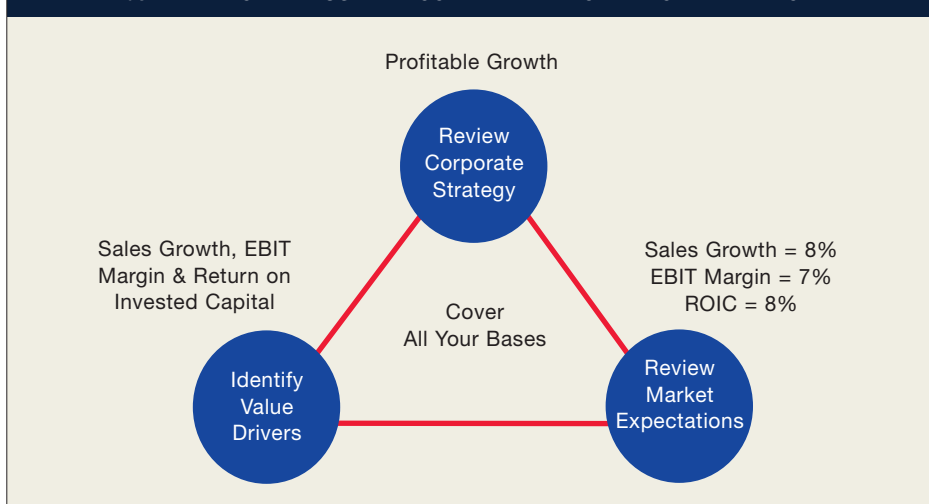 Profitable Growth
Review
Corporate
Strategy
Sales Growth, EBIT
Margin & Return on
Invested Capital
Sales Growth = 8%
EBIT Margin = 7%
ROIC = 8%
Cover
All Your Bases
Identify
Value
Drivers
Review
Market
Expectations